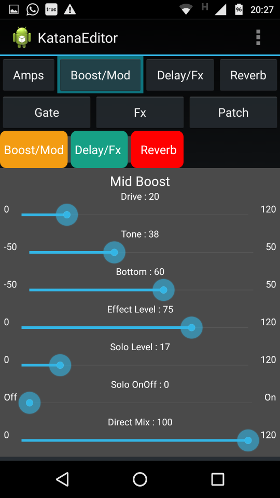 H 20:27
KatanaEditor
Amps Boost/Mod Delay/Fx Reverb
Gate Fx Patch
Boost/Mod Delay/Fx Reverb
Mid Boost
Drive : 20
0 120
Tone : 38
-50 50
Bottom : 60
-50 50
Effect Level : 75
0 120
Solo Level : 17
0 120
Solo OnOff : 0
Off On
Direct Mix : 100
0 120